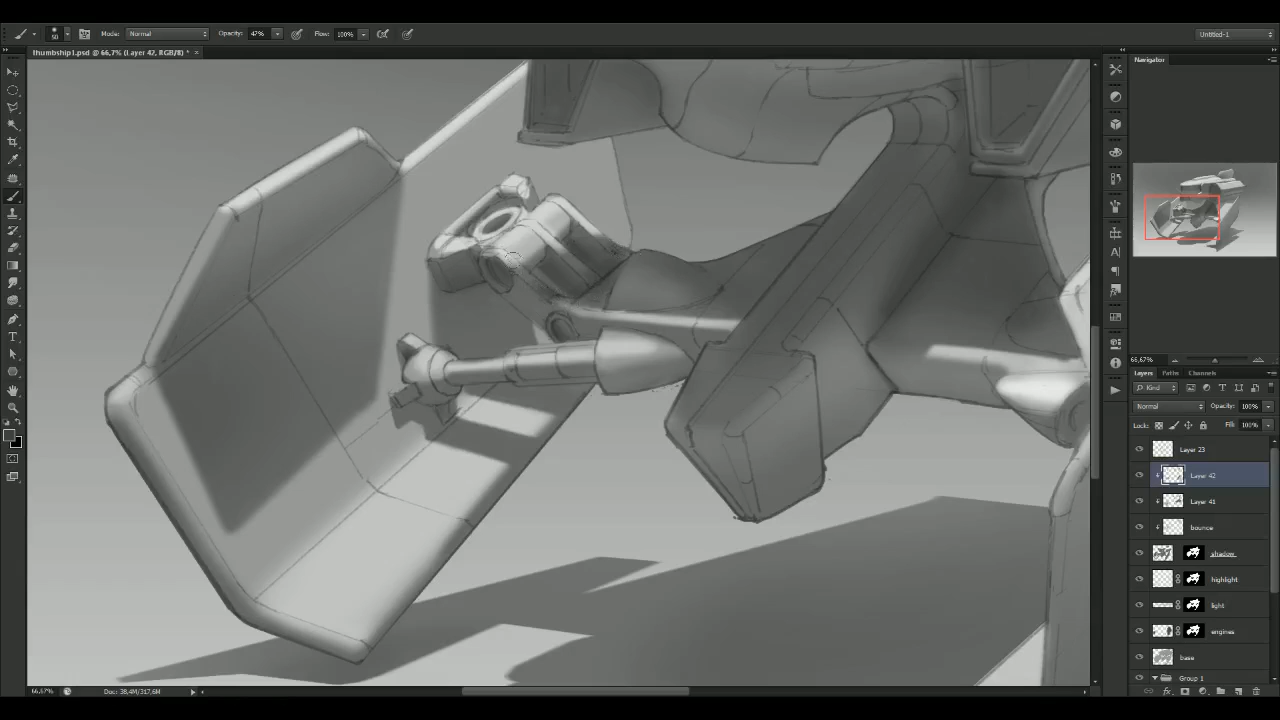 50 Mode: Normal Opacity: 47% Flow: 100% Untitled-1
thumbship1.psd @ 66,7% (Layer 42, RGB/8) * ×
Navigator
66,67%
Layers Paths Channels
Kind
Normal Opacity: 100%
Lock: Fill: 100%
Layer 23
Layer 42
Layer 41
bounce
shadow
highlight
light
engines
base
Group 1
66,67% Doc: 38,4M/317,6M